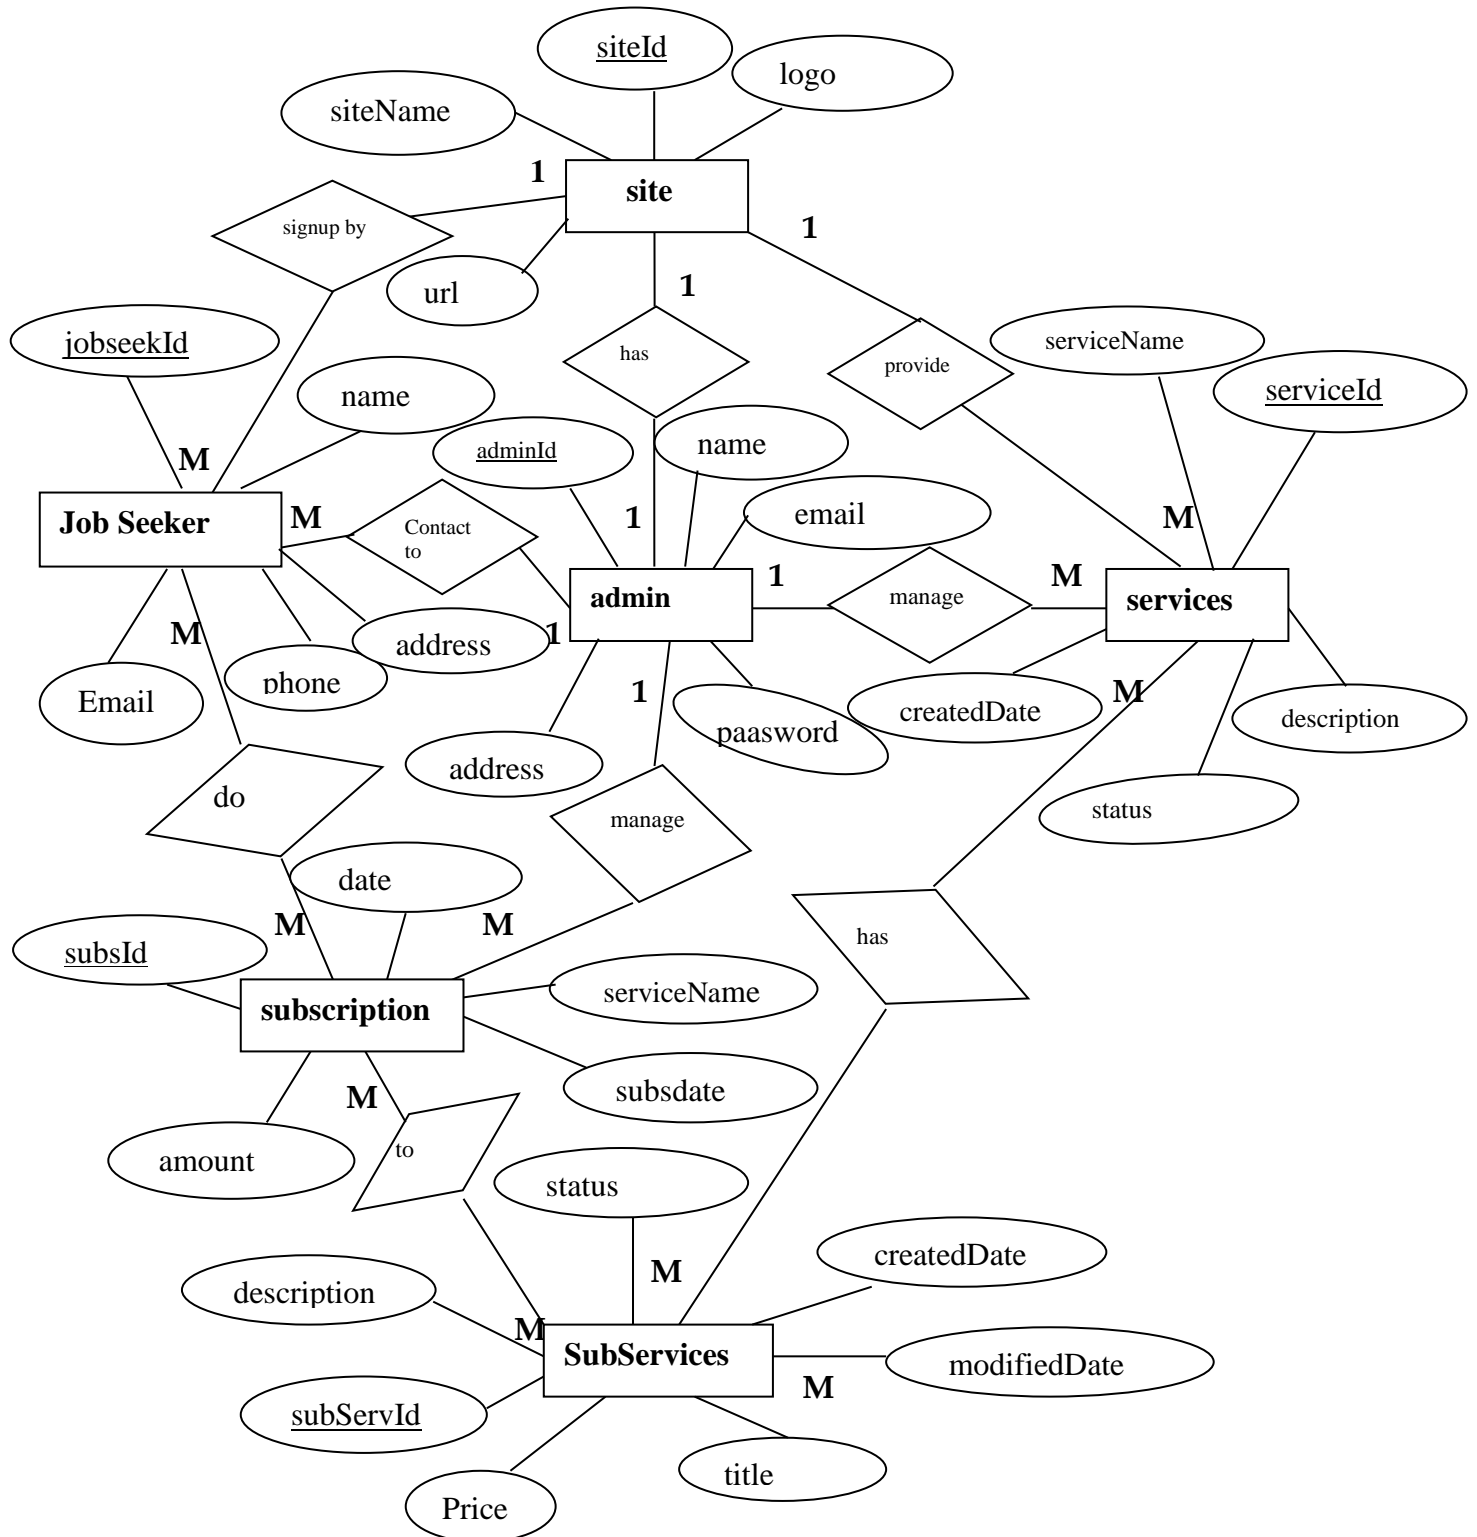 siteId
logo
siteName
1
site
signup by
1
url
1
has
provide
serviceName
jobseekId
serviceId
name
adminId
name
M
Job Seeker
M
Contact
to
1
email
M
admin
1
manage
M
services
M
address
1
phone
Email
1
M
createdDate
description
paasword
address
do
manage
status
date
M
M
has
subsId
serviceName
subscription
subsdate
M
to
amount
status
createdDate
M
description
M
SubServices
modifiedDate
M
subServId
title
Price